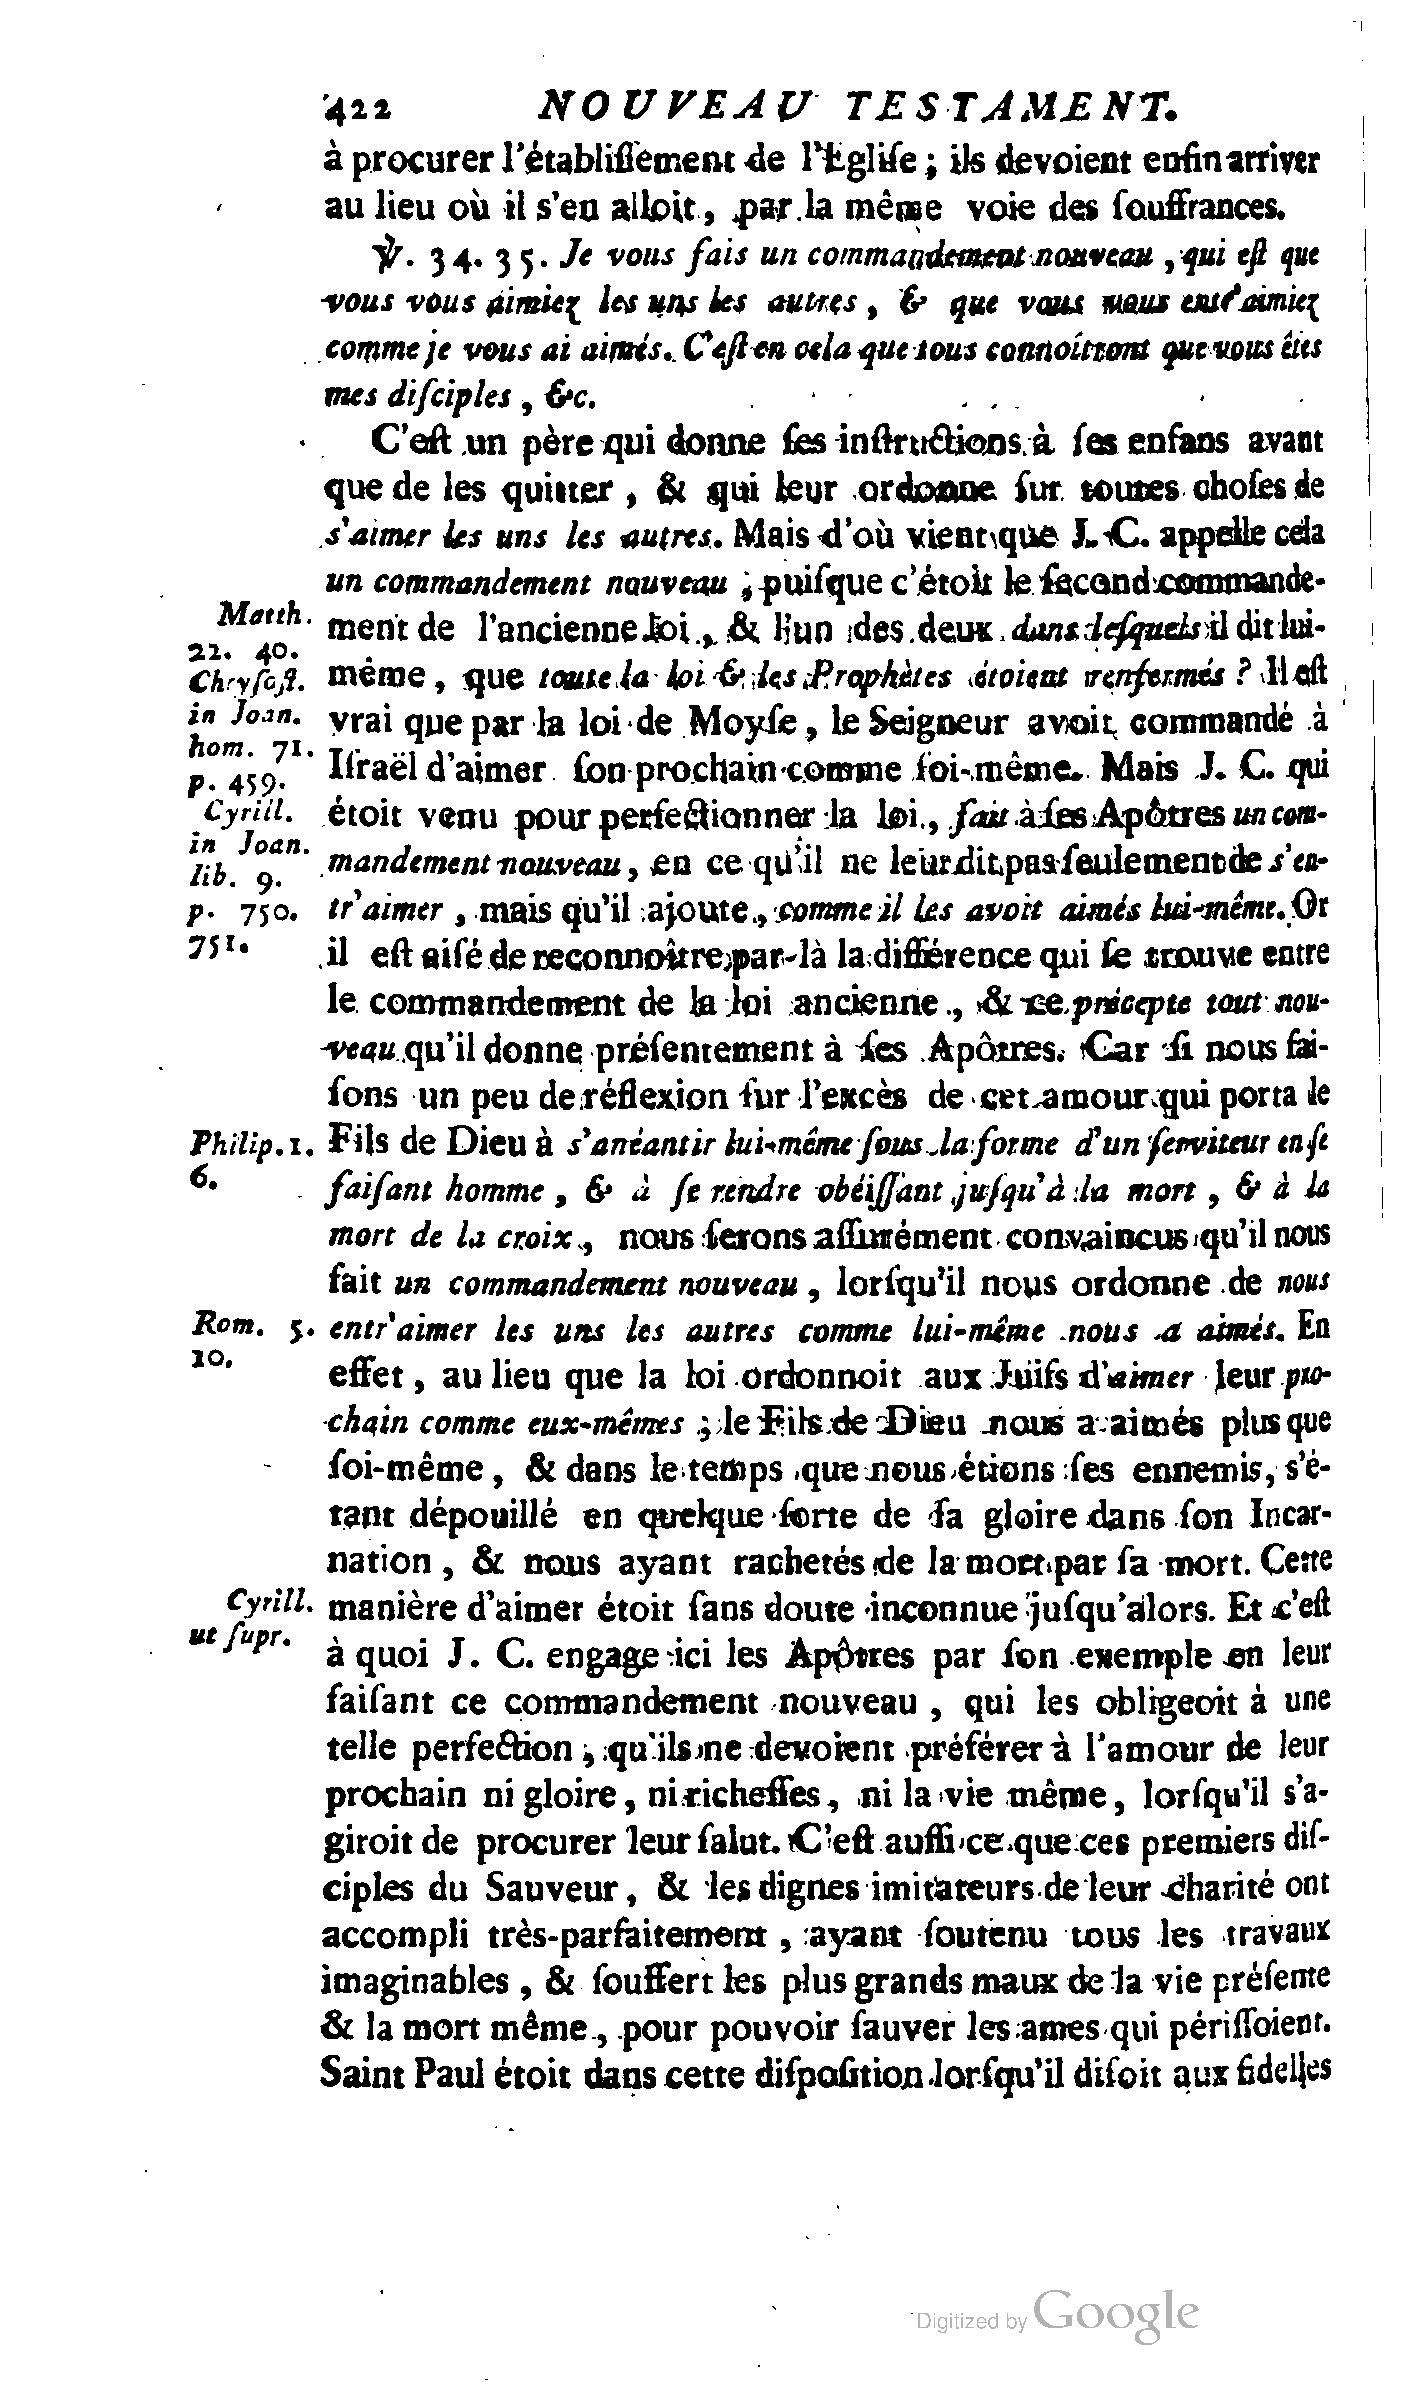 422 NOUVEAU TESTAMENT.
à procurer l'établiſſement de l'Egliſe ; ils devoient enfin arriver
au lieu où il s'en alloit, par la même voie des ſouffrances.
℣. 34. 35. Je vous fais un commandement nouveau, qui eſt que
vous vous aimiez les uns les autres, & que vous vous entr'aimiez
comme je vous ai aimés. C'eſt en cela que tous connoîtront que vous êtes
mes diſciples, &c.
C'eſt un père qui donne ſes inſtructions à ſes enfans avant
que de les quitter, & qui leur ordonne ſur toutes choſes de
s'aimer les uns les autres. Mais d'où vient que J. C. appelle cela
un commandement nouveau ; puiſque c'étoit le ſecond commande-
Matth. 22. 40.
ment de l'ancienne loi, & l'un des deux dans leſquels il dit lui-
même, que toute la loi & les Prophètes étoient renfermés ? Il eſt
Chryſoſt. in Joan. hom. 71. p. 459.
vrai que par la loi de Moyſe, le Seigneur avoit commandé à
Iſraël d'aimer ſon prochain comme ſoi-même. Mais J. C. qui
Cyrill. in Joan. lib. 9. p. 750. 751.
étoit venu pour perfectionner la loi, fait à ſes Apôtres un com-
mandement nouveau, en ce qu'il ne leur dit pas ſeulement de s'en-
tr'aimer, mais qu'il ajoute, comme il les avoit aimés lui-même. Or
il eſt aiſé de reconnoître par-là la différence qui ſe trouve entre
le commandement de la loi ancienne, & ce précepte tout nou-
veau qu'il donne préſentement à ſes Apôtres. Car ſi nous fai-
ſons un peu de réflexion ſur l'excès de cet amour qui porta le
Philip. 1. 6.
Fils de Dieu à s'anéantir lui-même ſous la forme d'un ſerviteur en ſe
faiſant homme, & à ſe rendre obéiſſant juſqu'à la mort, & à la
mort de la croix, nous ſerons aſſurément convaincus qu'il nous
fait un commandement nouveau, lorſqu'il nous ordonne de nous
Rom. 5. 10.
entr'aimer les uns les autres comme lui-même nous a aimés. En
effet, au lieu que la loi ordonnoit aux Juifs d'aimer leur pro-
chain comme eux-mêmes ; le Fils de Dieu nous a aimés plus que
ſoi-même, & dans le temps que nous étions ſes ennemis, s'é-
tant dépouillé en quelque ſorte de ſa gloire dans ſon Incar-
nation, & nous ayant rachetés de la mort par ſa mort. Cette
Cyrill. ut ſupr.
manière d'aimer étoit ſans doute inconnue juſqu'alors. Et c'eſt
à quoi J. C. engage ici les Apôtres par ſon exemple en leur
faiſant ce commandement nouveau, qui les obligeoit à une
telle perfection, qu'ils ne devoient préférer à l'amour de leur
prochain ni gloire, ni richeſſes, ni la vie même, lorſqu'il s'a-
giroit de procurer leur ſalut. C'eſt auſſi ce que ces premiers diſ-
ciples du Sauveur, & les dignes imitateurs de leur charité ont
accompli très-parfaitement, ayant ſoutenu tous les travaux
imaginables, & ſouffert les plus grands maux de la vie préſente
& la mort même, pour pouvoir ſauver les ames qui périſſoient.
Saint Paul étoit dans cette diſpoſition lorſqu'il diſoit aux fidelles
Digitized by Google